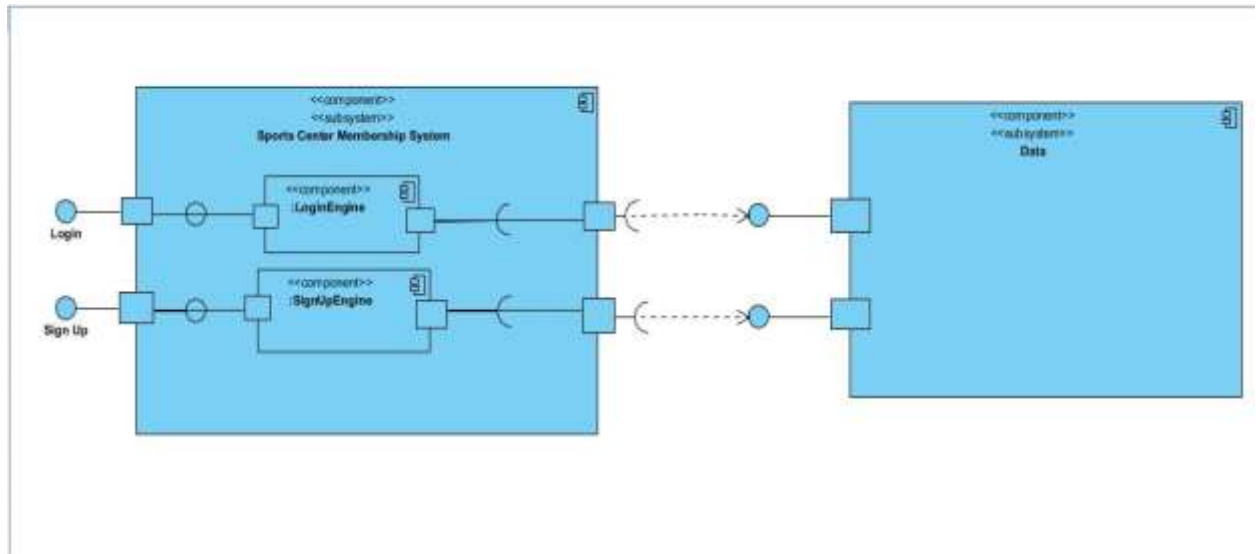 <<component>>
<<subsystem>>
Sports Center Membership System
<<component>>
:LoginEngine
Login
<<component>>
:SignUpEngine
Sign Up
<<component>>
<<subsystem>>
Data